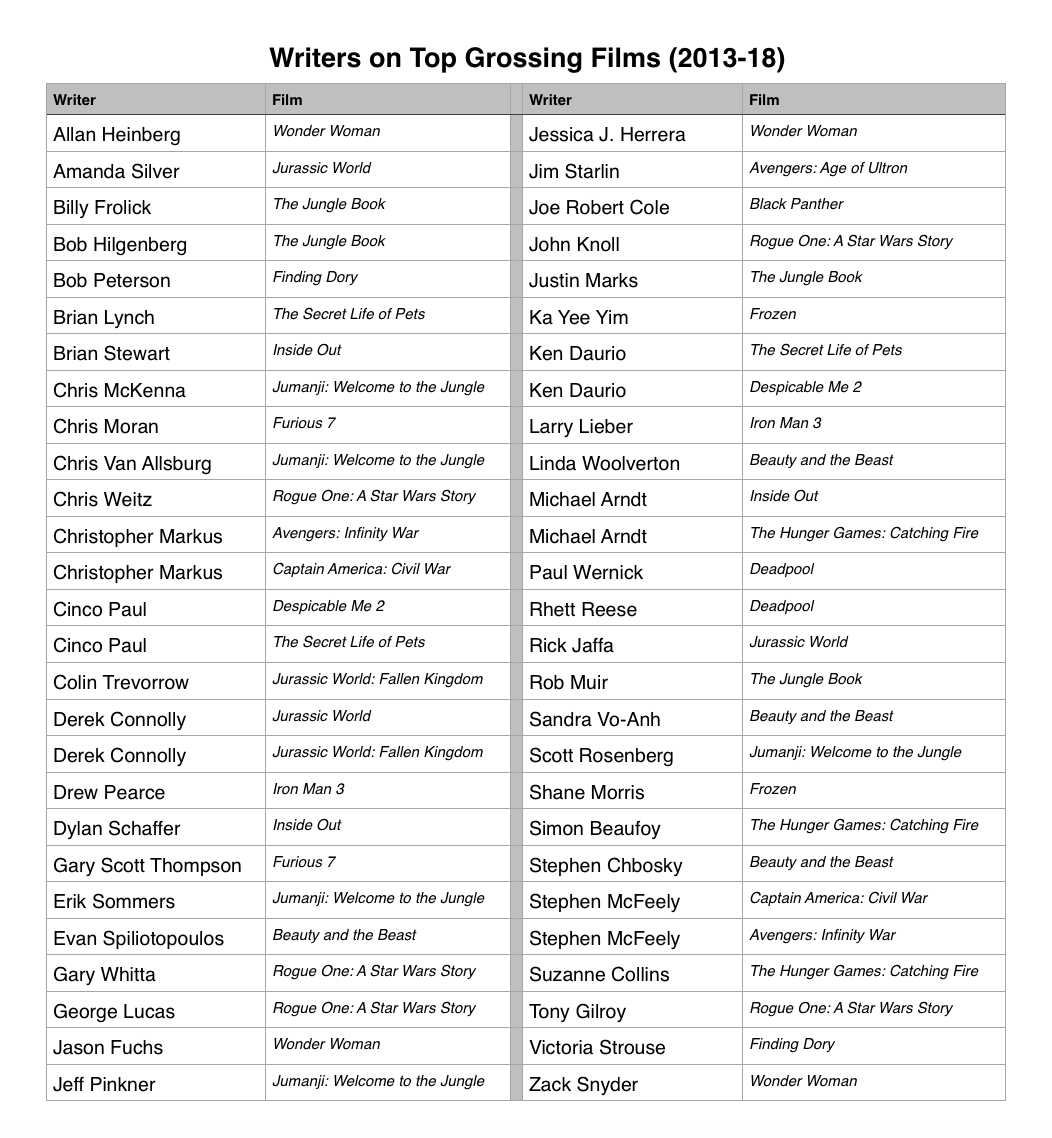 Writers on Top Grossing Films (2013-18)
Writer Film Writer Film
Allan Heinberg Wonder Woman Jessica J. Herrera Wonder Woman
Amanda Silver Jurassic World Jim Starlin Avengers: Age of Ultron
Billy Frolick The Jungle Book Joe Robert Cole Black Panther
Bob Hilgenberg The Jungle Book John Knoll Rogue One: A Star Wars Story
Bob Peterson Finding Dory Justin Marks The Jungle Book
Brian Lynch The Secret Life of Pets Ka Yee Yim Frozen
Brian Stewart Inside Out Ken Daurio The Secret Life of Pets
Chris McKenna Jumanji: Welcome to the Jungle Ken Daurio Despicable Me 2
Chris Moran Furious 7 Larry Lieber Iron Man 3
Chris Van Allsburg Jumanji: Welcome to the Jungle Linda Woolverton Beauty and the Beast
Chris Weitz Rogue One: A Star Wars Story Michael Arndt Inside Out
Christopher Markus Avengers: Infinity War Michael Arndt The Hunger Games: Catching Fire
Christopher Markus Captain America: Civil War Paul Wernick Deadpool
Cinco Paul Despicable Me 2 Rhett Reese Deadpool
Cinco Paul The Secret Life of Pets Rick Jaffa Jurassic World
Colin Trevorrow Jurassic World: Fallen Kingdom Rob Muir The Jungle Book
Derek Connolly Jurassic World Sandra Vo-Anh Beauty and the Beast
Derek Connolly Jurassic World: Fallen Kingdom Scott Rosenberg Jumanji: Welcome to the Jungle
Drew Pearce Iron Man 3 Shane Morris Frozen
Dylan Schaffer Inside Out Simon Beaufoy The Hunger Games: Catching Fire
Gary Scott Thompson Furious 7 Stephen Chbosky Beauty and the Beast
Erik Sommers Jumanji: Welcome to the Jungle Stephen McFeely Captain America: Civil War
Evan Spiliotopoulos Beauty and the Beast Stephen McFeely Avengers: Infinity War
Gary Whitta Rogue One: A Star Wars Story Suzanne Collins The Hunger Games: Catching Fire
George Lucas Rogue One: A Star Wars Story Tony Gilroy Rogue One: A Star Wars Story
Jason Fuchs Wonder Woman Victoria Strouse Finding Dory
Jeff Pinkner Jumanji: Welcome to the Jungle Zack Snyder Wonder Woman